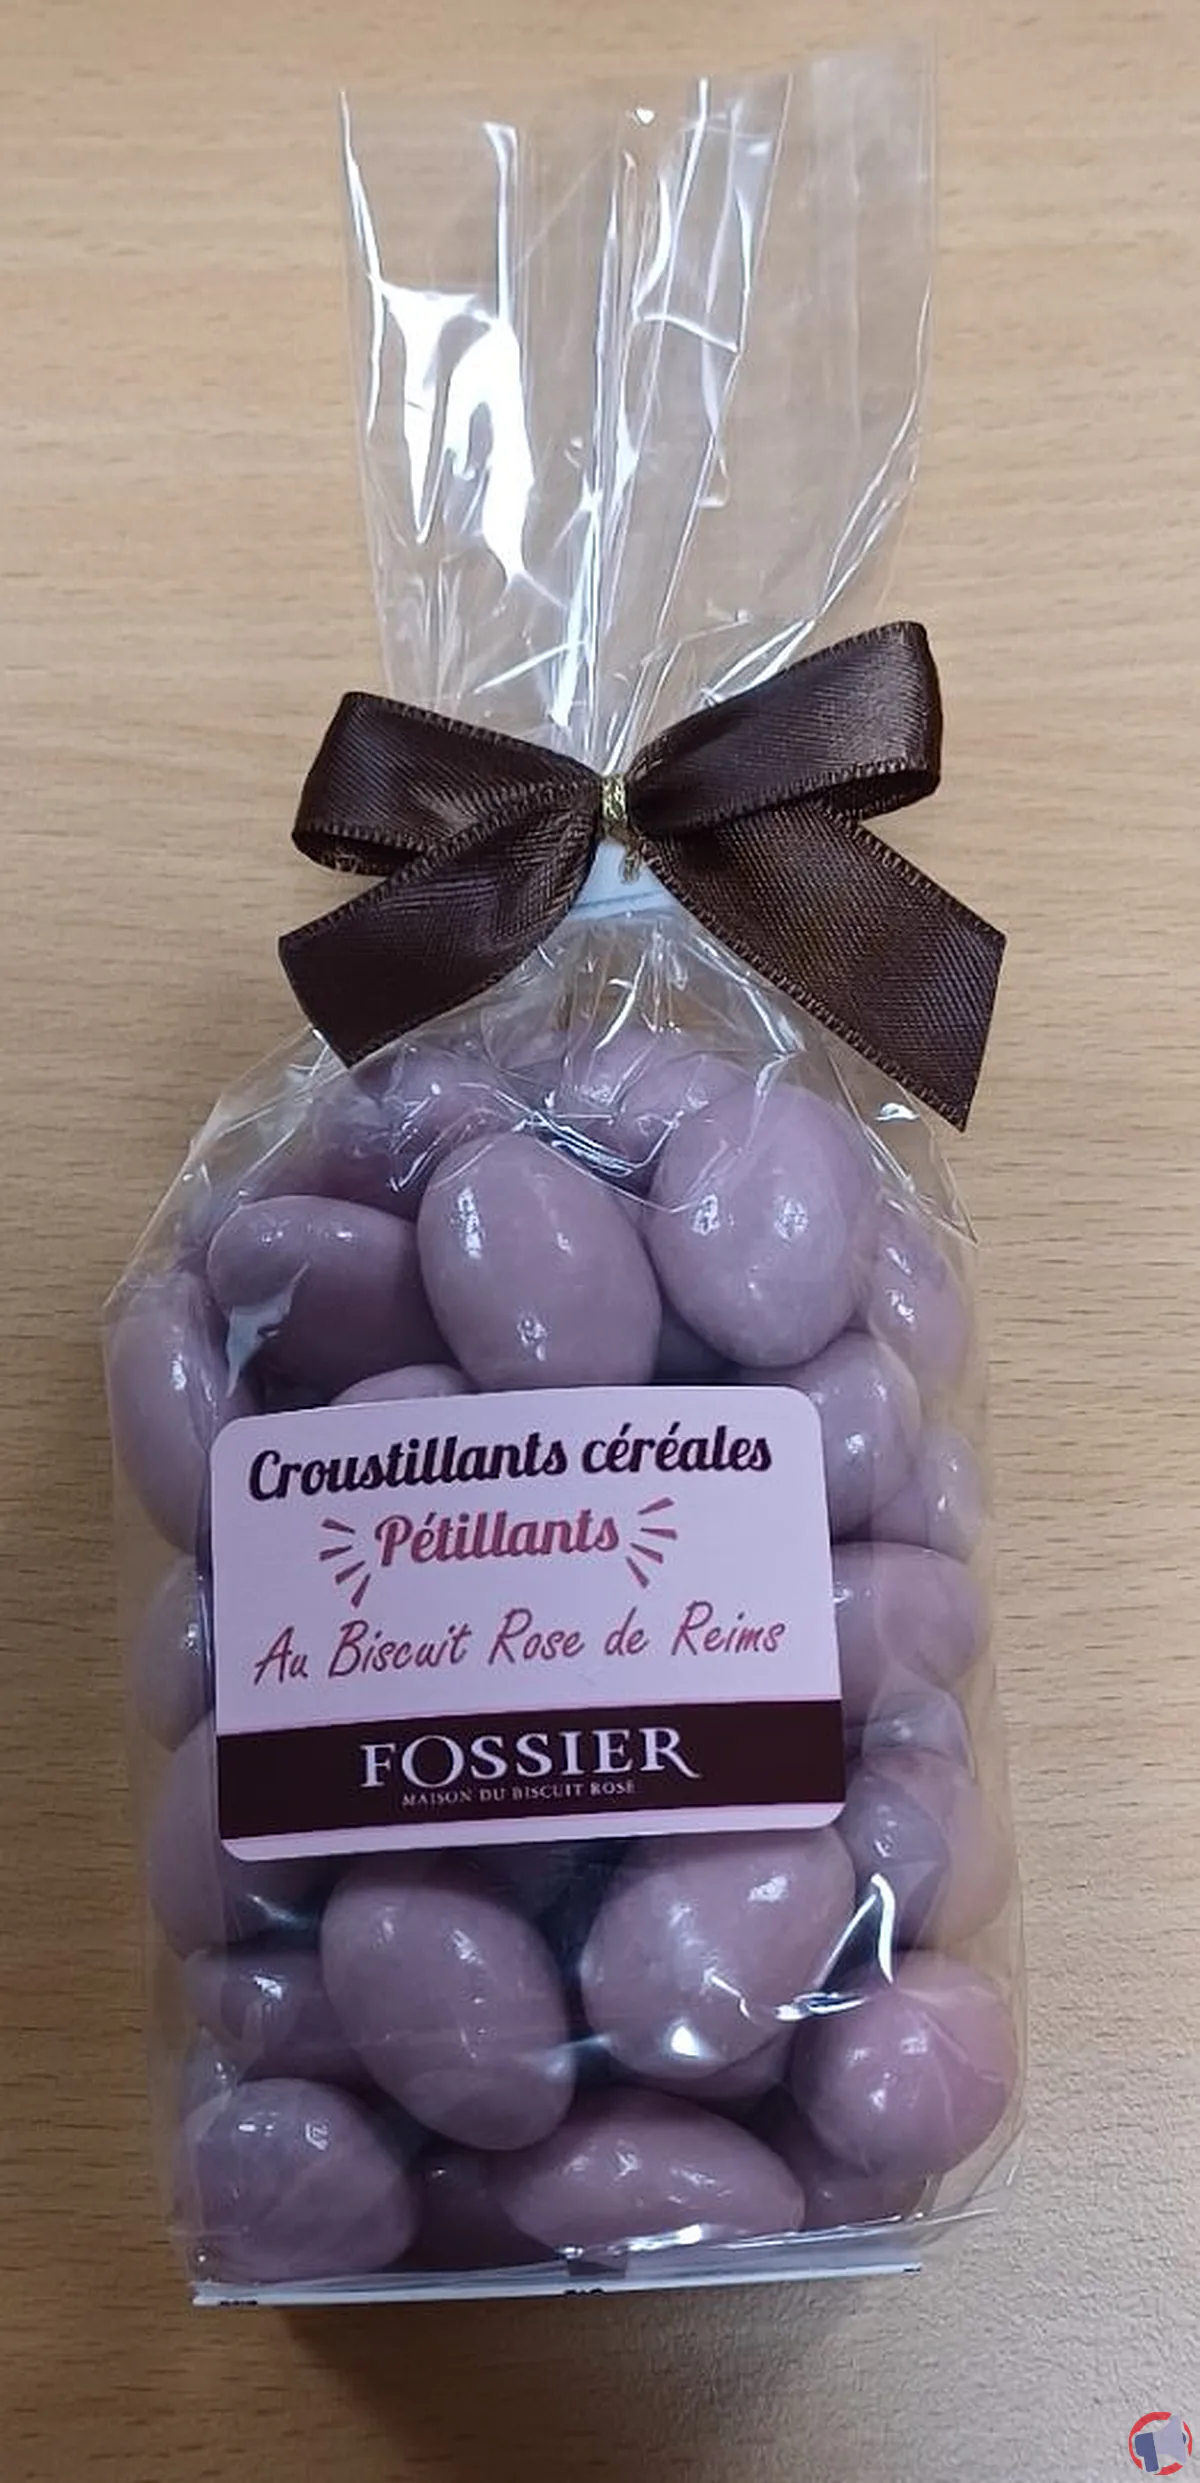 Croustillants céréales
Pétillants
Au Biscuit Rose de Reims
FOSSIER
MAISON DU BISCUIT ROSE